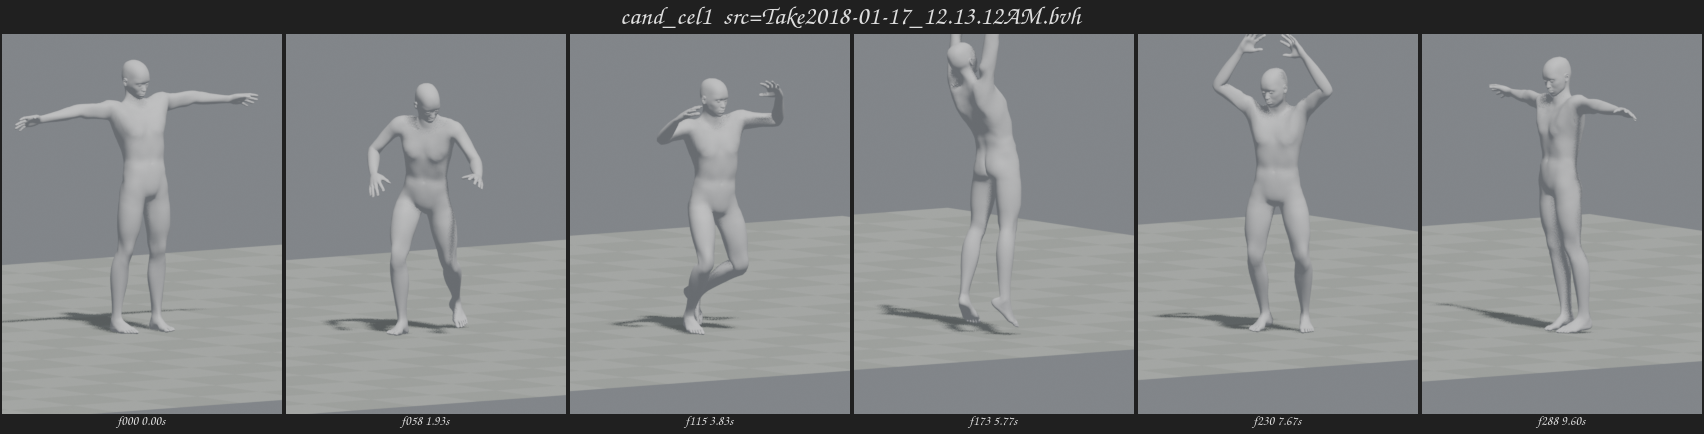 cand_cel1 src=Take2018-01-17_12.13.12AM.bvh
f000 0.00s
f058 1.93s
f115 3.83s
f173 5.77s
f230 7.67s
f288 9.60s